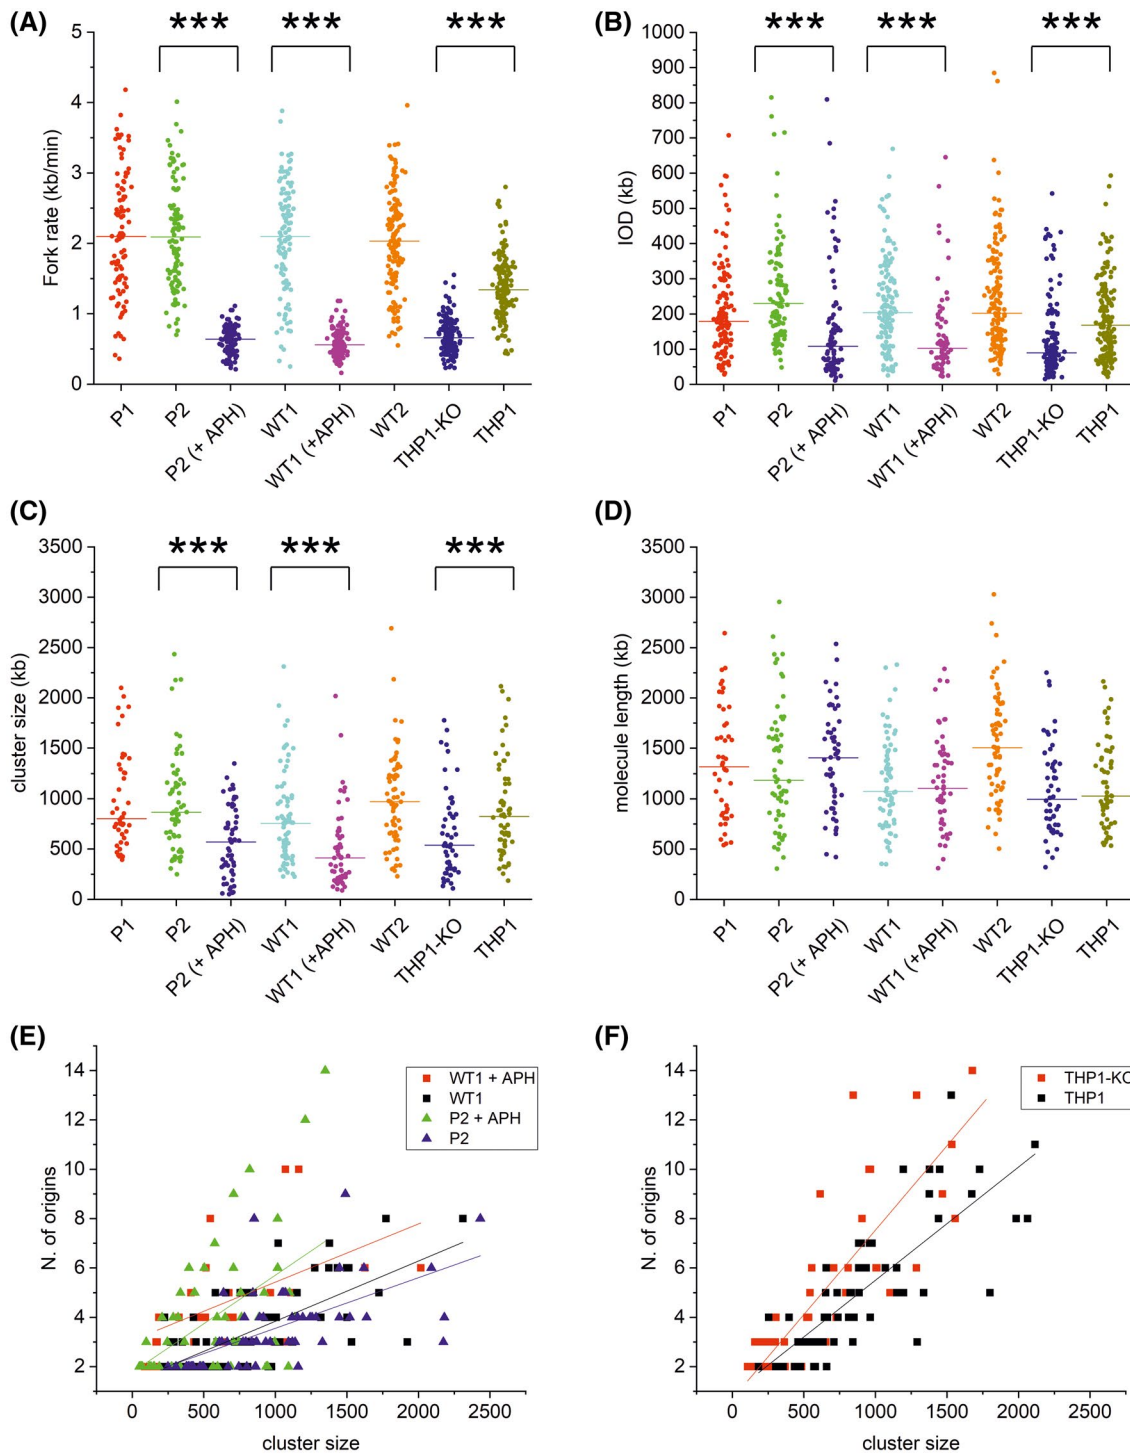 (A)
*** *** ***
5
4
3
2
1
0
Fork rate (kb/min)
P1 P2 P2 (+ APH) WT1 WT1 (+APH) WT2 THP1-KO THP1
(B)
*** *** ***
1000
900
800
700
600
500
400
300
200
100
0
IOD (kb)
P1 P2 P2 (+ APH) WT1 WT1 (+APH) WT2 THP1-KO THP1
(C)
*** *** ***
3500
3000
2500
2000
1500
1000
500
0
cluster size (kb)
P1 P2 P2 (+ APH) WT1 WT1 (+APH) WT2 THP1-KO THP1
(D)
3500
3000
2500
2000
1500
1000
500
0
molecule length (kb)
P1 P2 P2 (+ APH) WT1 WT1 (+APH) WT2 THP1-KO THP1
(E)
14
12
10
8
6
4
2
N. of origins
WT1 + APH
WT1
P2 + APH
P2
0 500 1000 1500 2000 2500
cluster size
(F)
14
12
10
8
6
4
2
N. of origins
THP1-KO
THP1
0 500 1000 1500 2000 2500
cluster size